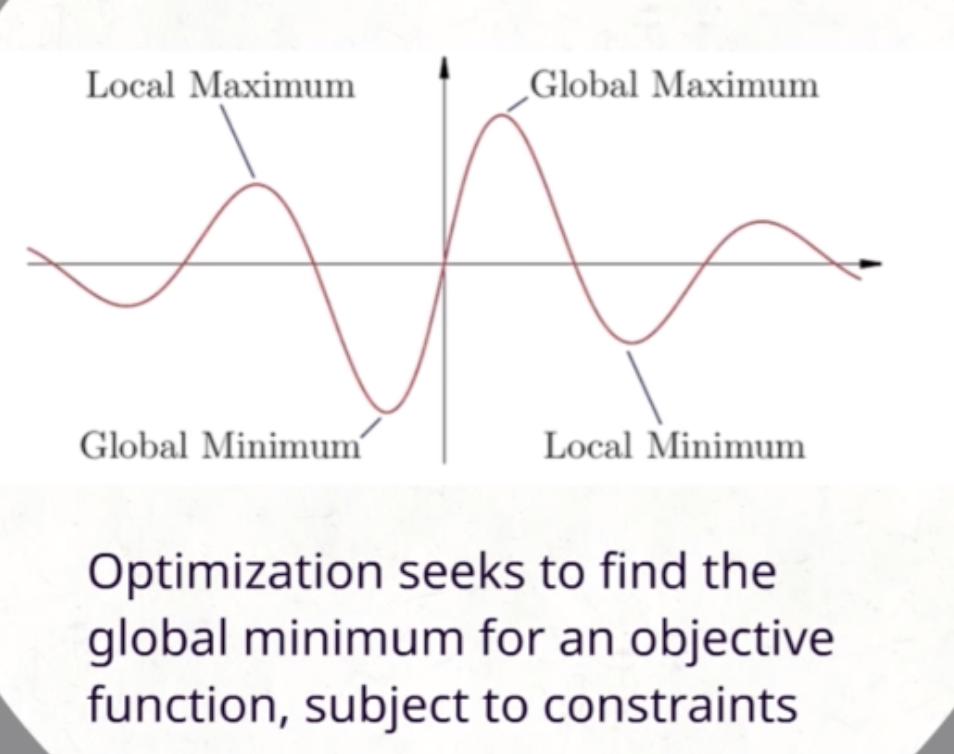 Local Maximum
Global Maximum
Global Minimum
Local Minimum
Optimization seeks to find the
global minimum for an objective
function, subject to constraints